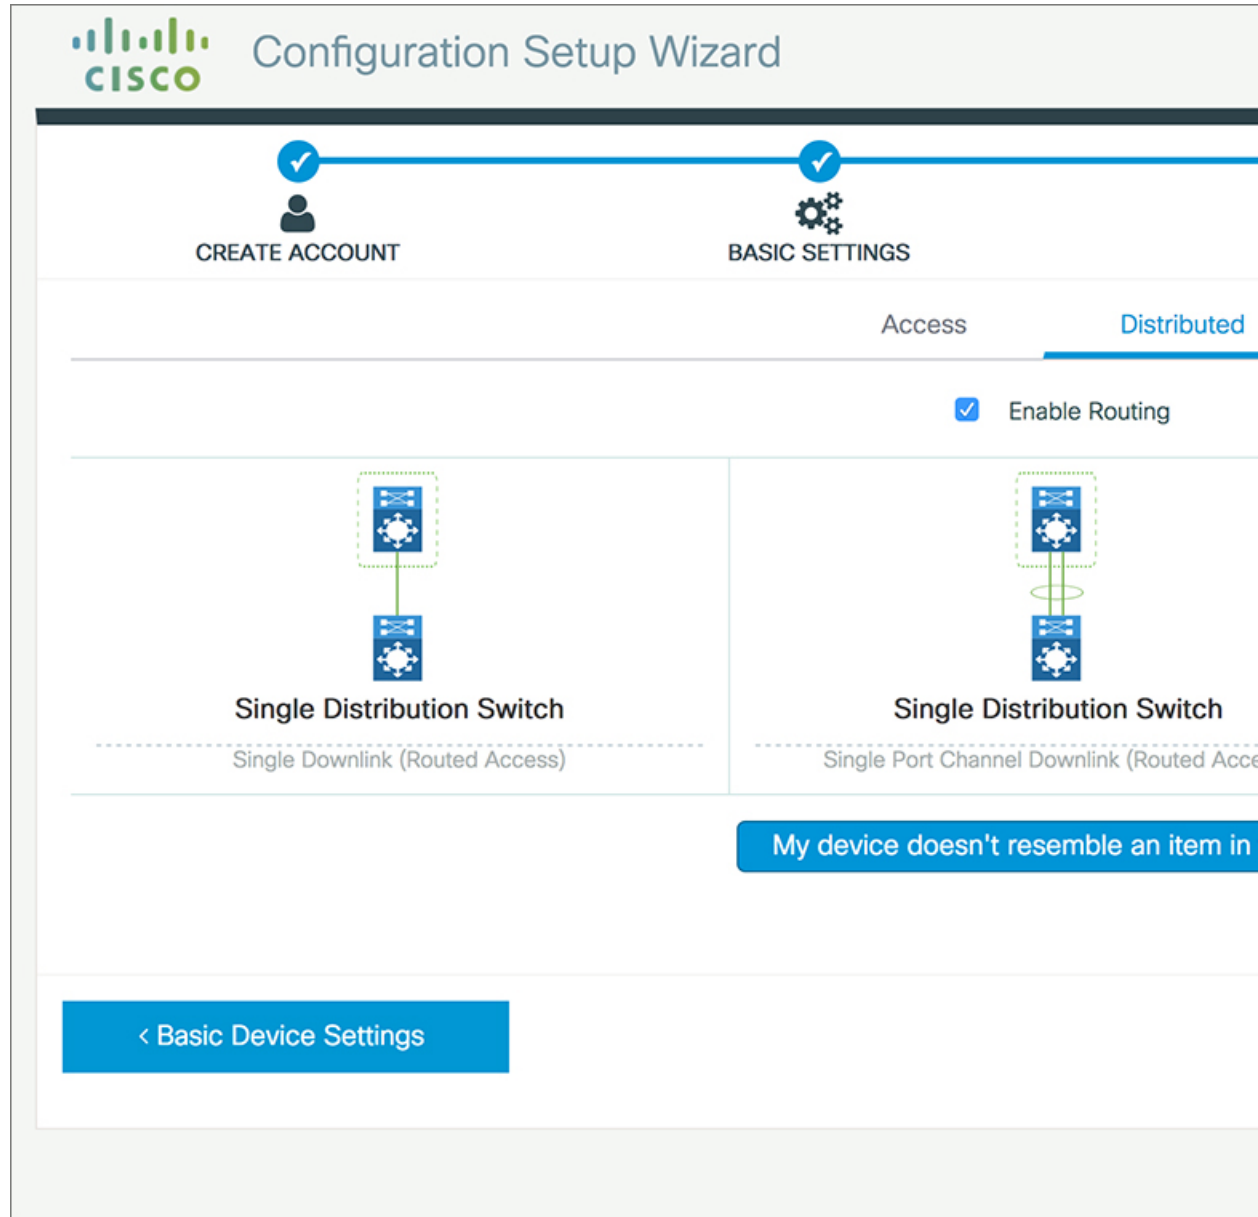 CISCO
Configuration Setup Wizard
CREATE ACCOUNT
BASIC SETTINGS
Access
Distributed
Enable Routing
Single Distribution Switch
Single Downlink (Routed Access)
Single Distribution Switch
Single Port Channel Downlink (Routed Acce
My device doesn't resemble an item in
< Basic Device Settings